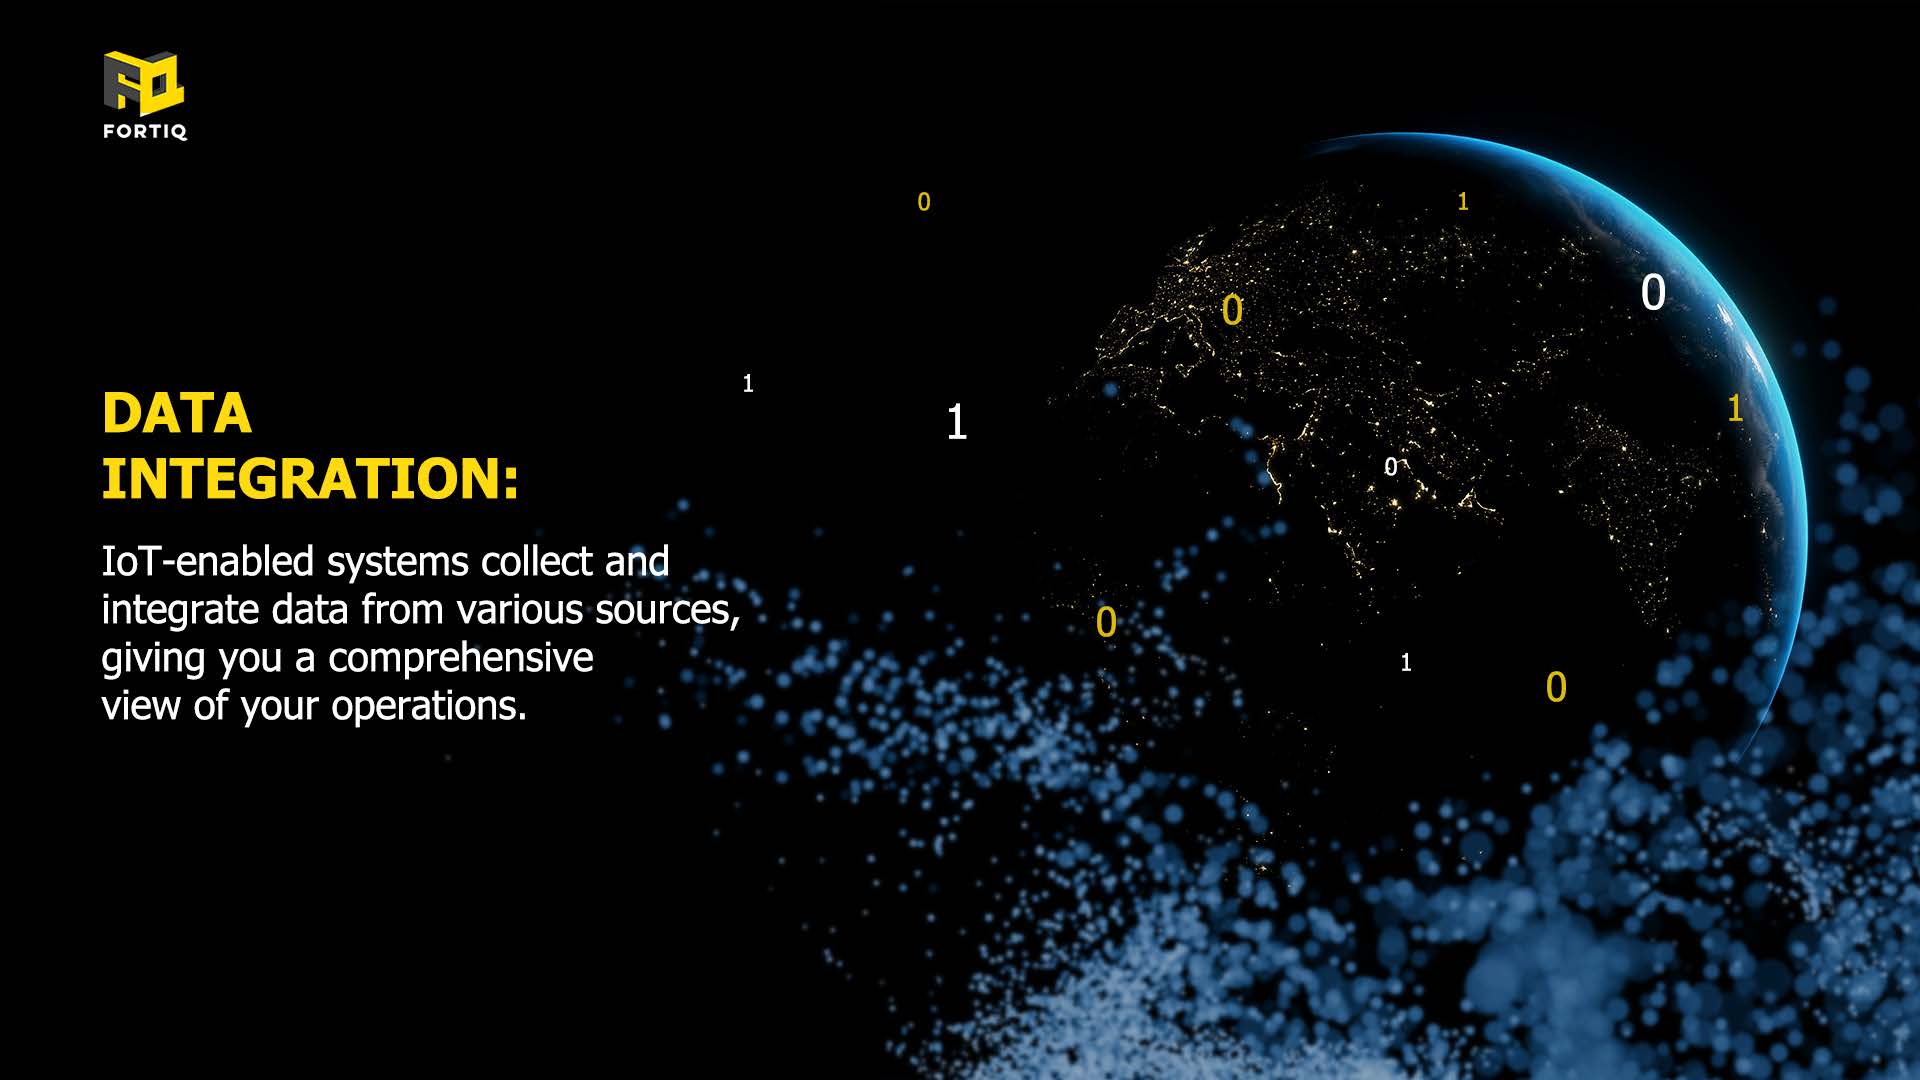 FORTIQ
0
1
0
0
1
1
1
0
DATA
INTEGRATION:
IoT-enabled systems collect and
integrate data from various sources,
giving you a comprehensive
view of your operations.
0
1
0